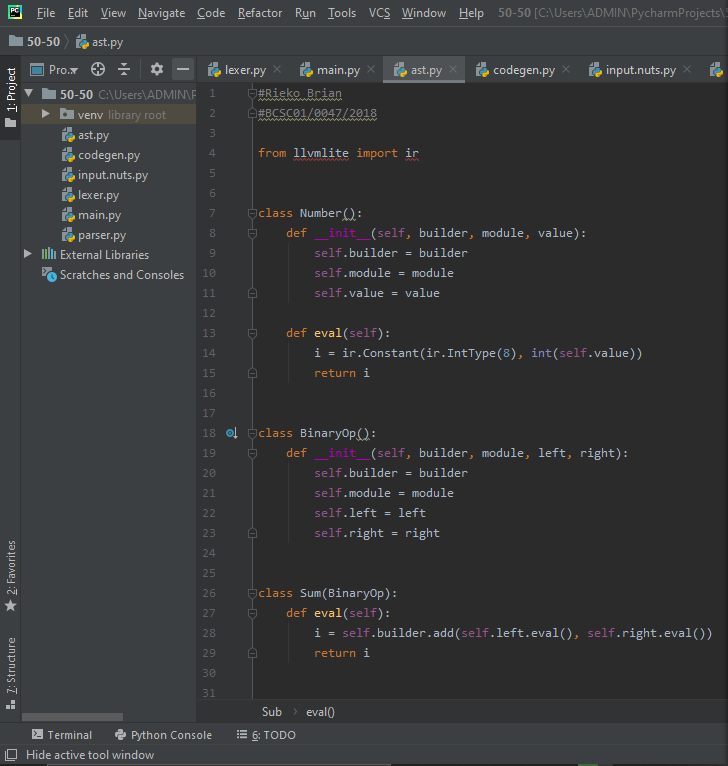 PC File Edit View Navigate Code Refactor Run Tools VCS Window Help 50-50 [C:\Users\ADMIN\PycharmProjects\
50-50 ast.py
1: Project
Pro.
lexer.py main.py ast.py codegen.py input.nuts.py
50-50 C:\Users\ADMIN\P
venv library root
ast.py
codegen.py
input.nuts.py
lexer.py
main.py
parser.py
External Libraries
Scratches and Consoles
2: Favorites
7: Structure
1 #Rieko Brian
2 #BCSC01/0047/2018
3
4 from llvmlite import ir
5
6
7 class Number():
8 def __init__(self, builder, module, value):
9 self.builder = builder
10 self.module = module
11 self.value = value
12
13 def eval(self):
14 i = ir.Constant(ir.IntType(8), int(self.value))
15 return i
16
17
18 class BinaryOp():
19 def __init__(self, builder, module, left, right):
20 self.builder = builder
21 self.module = module
22 self.left = left
23 self.right = right
24
25
26 class Sum(BinaryOp):
27 def eval(self):
28 i = self.builder.add(self.left.eval(), self.right.eval())
29 return i
30
31
Sub eval()
Terminal Python Console 6: TODO
Hide active tool window